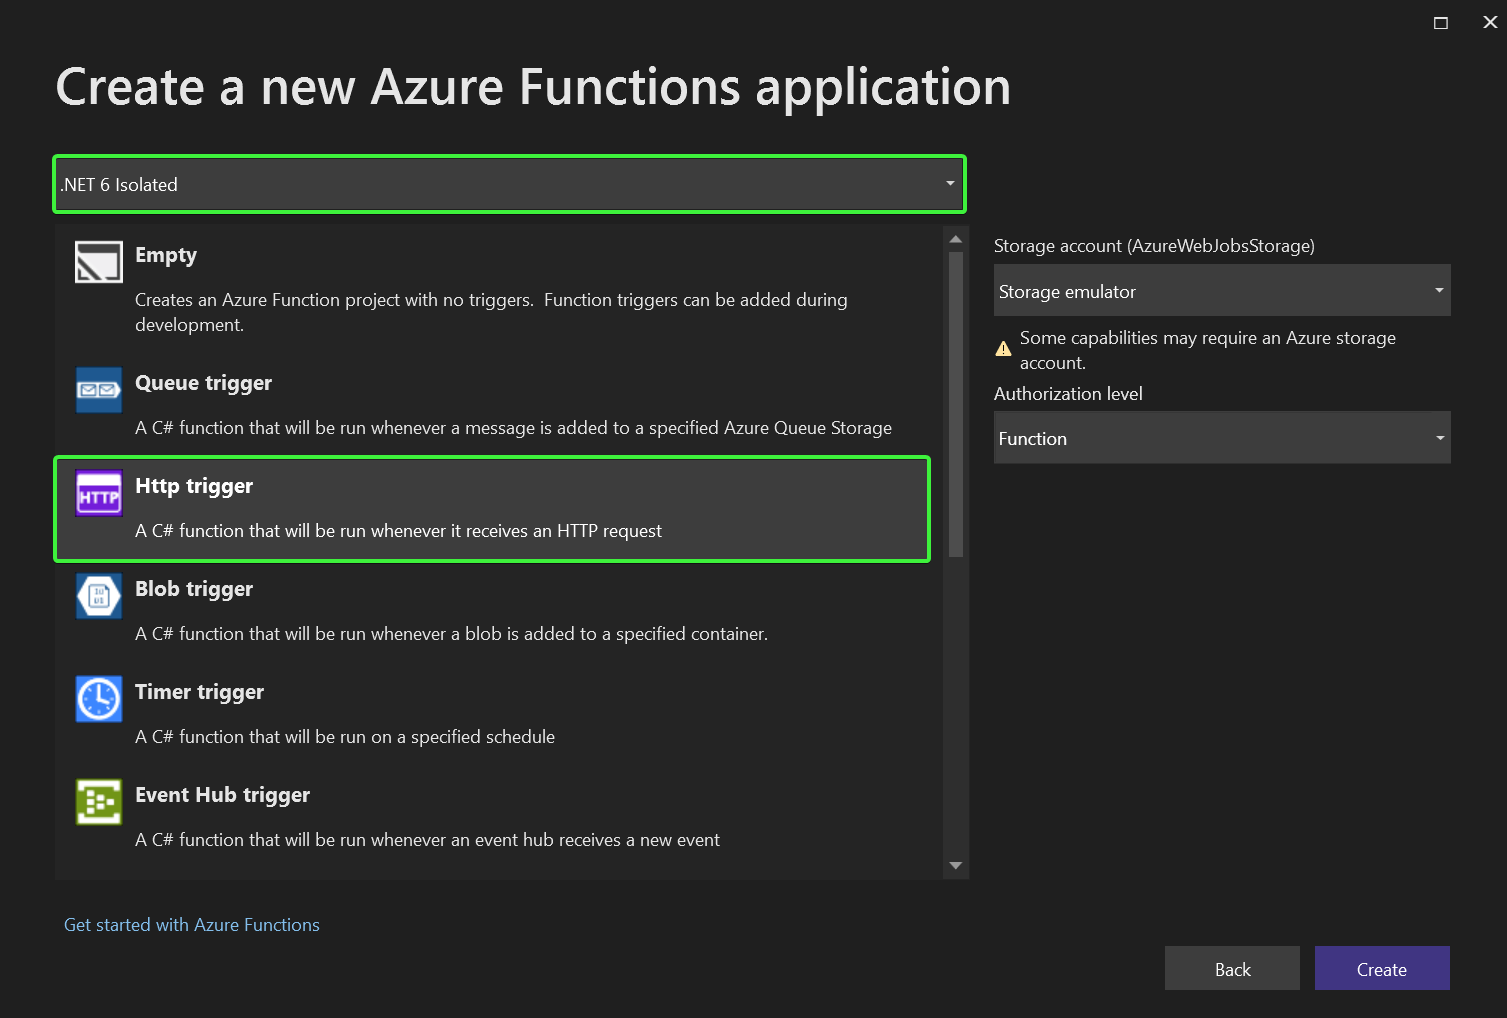 Create a new Azure Functions application
.NET 6 Isolated
Empty
Creates an Azure Function project with no triggers.  Function triggers can be added during
development.
Queue trigger
A C# function that will be run whenever a message is added to a specified Azure Queue Storage
HTTP
Http trigger
A C# function that will be run whenever it receives an HTTP request
Blob trigger
A C# function that will be run whenever a blob is added to a specified container.
Timer trigger
A C# function that will be run on a specified schedule
Event Hub trigger
A C# function that will be run whenever an event hub receives a new event
Storage account (AzureWebJobsStorage)
Storage emulator
Some capabilities may require an Azure storage
account.
Authorization level
Function
Get started with Azure Functions
Back
Create